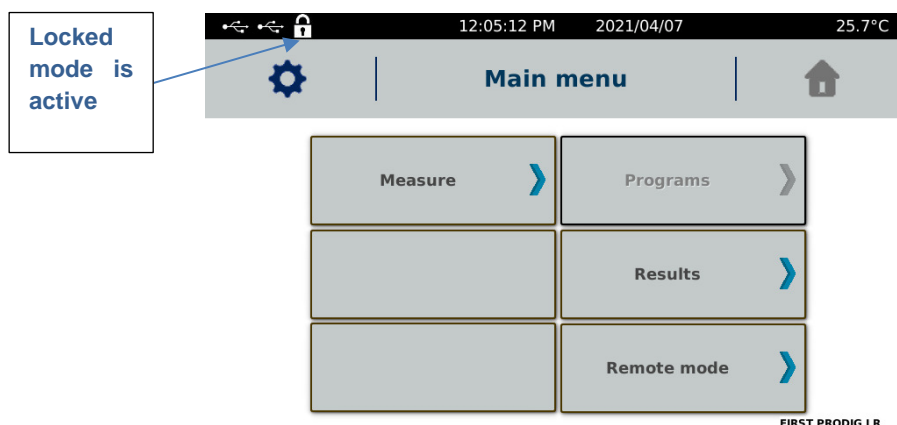 Locked
mode is
active
12:05:12 PM 2021/04/07 25.7°C
Main menu
Measure
Programs
Results
Remote mode
FIRST PRODIG LR